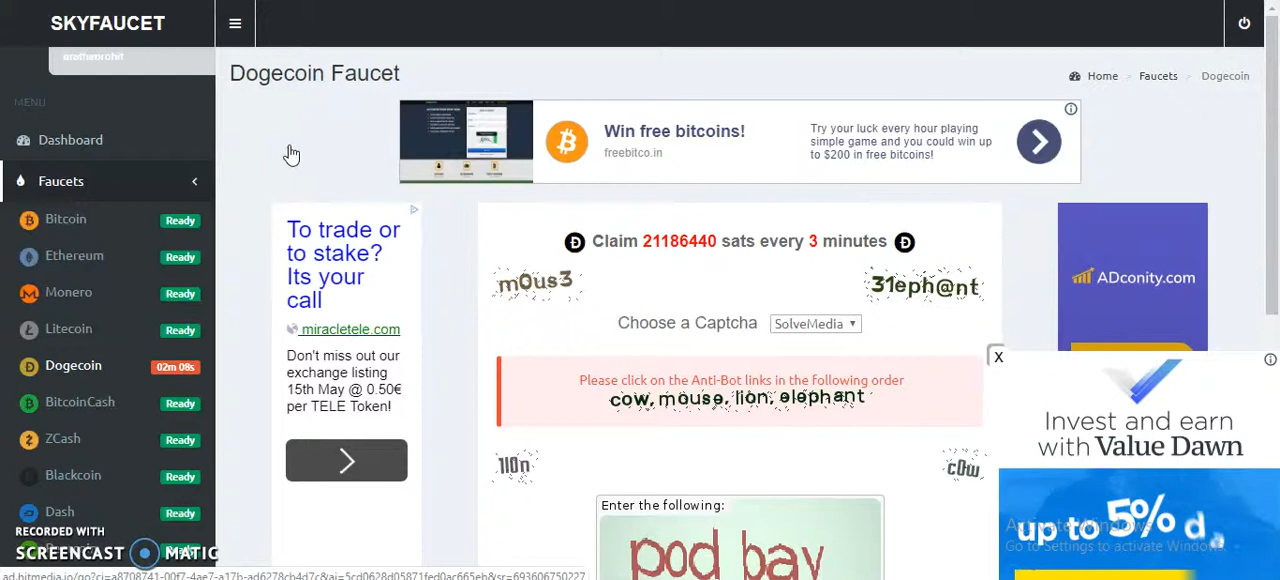 SKYFAUCET
MENU
Dashboard
Faucets
Bitcoin Ready
Ethereum Ready
Monero Ready
Litecoin Ready
Dogecoin 02m 08s
BitcoinCash Ready
ZCash Ready
Blackcoin Ready
Dash Ready
RECORDED WITH
SCREENCAST MATIC
Dogecoin Faucet
Home Faucets Dogecoin
Win free bitcoins!
freebitco.in
Try your luck every hour playing
simple game and you could win up
to $200 in free bitcoins!
To trade or
to stake?
Its your
call
miracletele.com
Don't miss out our
exchange listing
15th May @ 0.50€
per TELE Token!
Claim 21186440 sats every 3 minutes
m0us3
31eph@nt
Choose a Captcha SolveMedia
Please click on the Anti-Bot links in the following order
cow, mouse, lion, elephant
1l0n
c0w
Enter the following:
pod bay
ADconity.com
X
Invest and earn
with Value Dawn
up to 5% d
Activate Windows
Go to Settings to activate Windows.